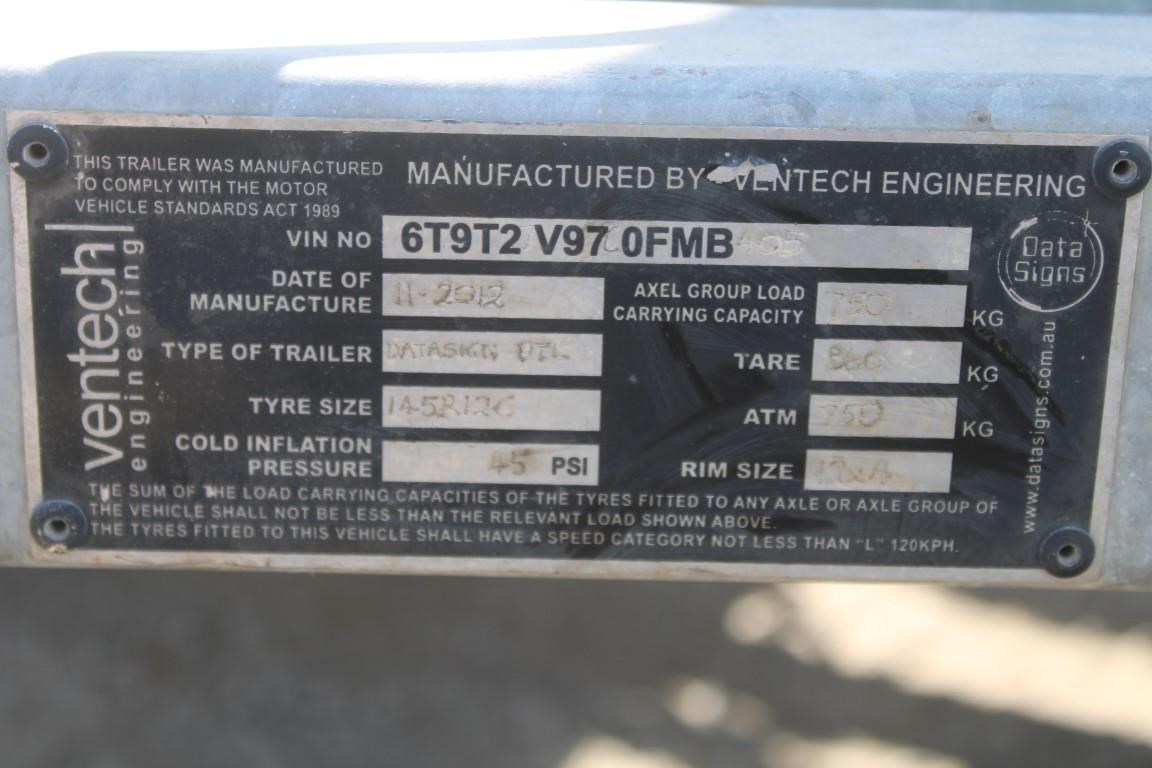 THIS TRAILER WAS MANUFACTURED
TO COMPLY WITH THE MOTOR
VEHICLE STANDARDS ACT 1989
MANUFACTURED BY VENTECH ENGINEERING
VIN NO 6T9T2 V97 0FMB 405
DATE OF
MANUFACTURE 11-2012
AXEL GROUP LOAD
CARRYING CAPACITY 750 KG
TYPE OF TRAILER DATASIGN
TARE KG
TYRE SIZE 145R12C
ATM 750 KG
COLD INFLATION
PRESSURE 45 PSI
RIM SIZE
THE SUM OF THE LOAD CARRYING CAPACITIES OF THE TYRES FITTED TO ANY AXLE OR AXLE GROUP OF
THE VEHICLE SHALL NOT BE LESS THAN THE RELEVANT LOAD SHOWN ABOVE.
THE TYRES FITTED TO THIS VEHICLE SHALL HAVE A SPEED CATEGORY NOT LESS THAN "L" 120KPH.
ventech
engineering
Data
Signs
www.datasigns.com.au